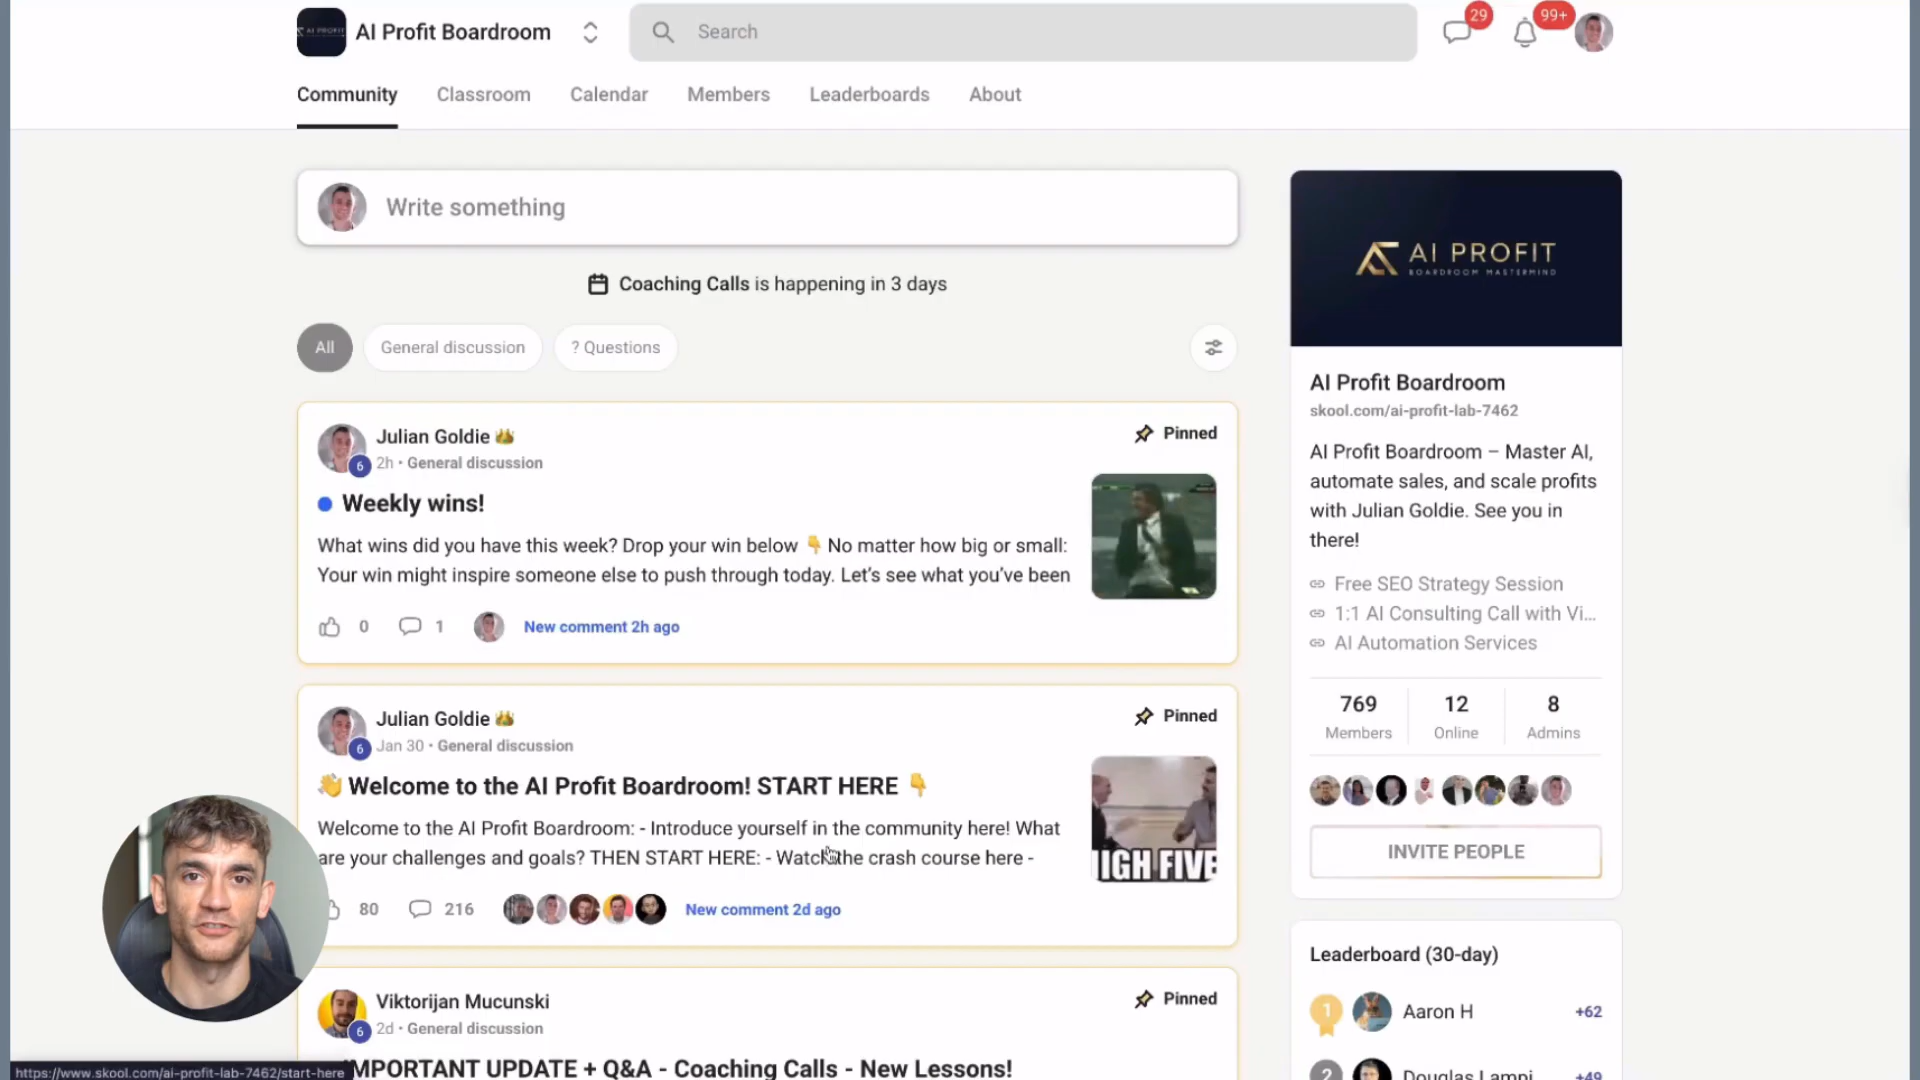 AI PROFIT
AI Profit Boardroom
Search
29
99+
Community
Classroom
Calendar
Members
Leaderboards
About
Write something
Coaching Calls is happening in 3 days
All
General discussion
? Questions
Julian Goldie
Pinned
6
2h • General discussion
Weekly wins!
What wins did you have this week? Drop your win below 👇 No matter how big or small:
Your win might inspire someone else to push through today. Let's see what you've been
0
1
New comment 2h ago
Julian Goldie
Pinned
6
Jan 30 • General discussion
👋 Welcome to the AI Profit Boardroom! START HERE 👇
Welcome to the AI Profit Boardroom: - Introduce yourself in the community here! What
are your challenges and goals? THEN START HERE: - Watch the crash course here -
HIGH FIVE
80
216
New comment 2d ago
Viktorijan Mucunski
Pinned
6
2d • General discussion
IMPORTANT UPDATE + Q&A - Coaching Calls - New Lessons!
https://www.skool.com/ai-profit-lab-7462/start-here
AI PROFIT
BOARDROOM MASTERMIND
AI Profit Boardroom
skool.com/ai-profit-lab-7462
AI Profit Boardroom – Master AI,
automate sales, and scale profits
with Julian Goldie. See you in
there!
Free SEO Strategy Session
1:1 AI Consulting Call with Vi...
AI Automation Services
769
Members
12
Online
8
Admins
INVITE PEOPLE
Leaderboard (30-day)
1
Aaron H
+62
2
Douglas Lampi
+49